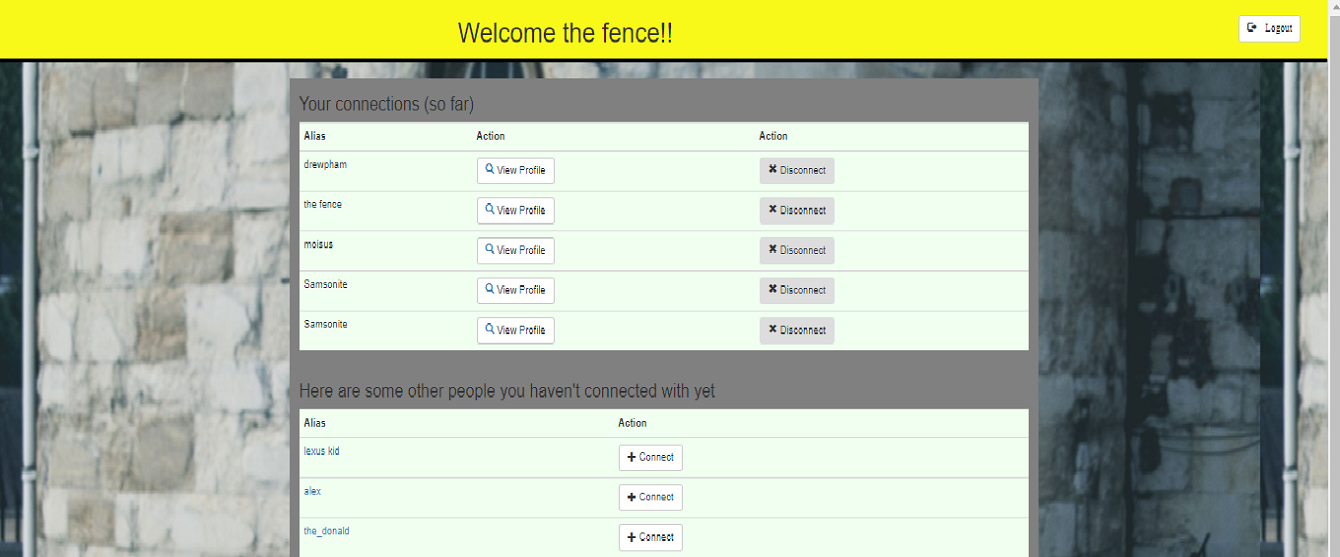 Welcome the fence!!
Logout
Your connections (so far)
Alias Action Action
drewpham View Profile Disconnect
the fence View Profile Disconnect
moisus View Profile Disconnect
Samsonite View Profile Disconnect
Samsonite View Profile Disconnect
Here are some other people you haven't connected with yet
Alias Action
lexus kid Connect
alex Connect
the_donald Connect